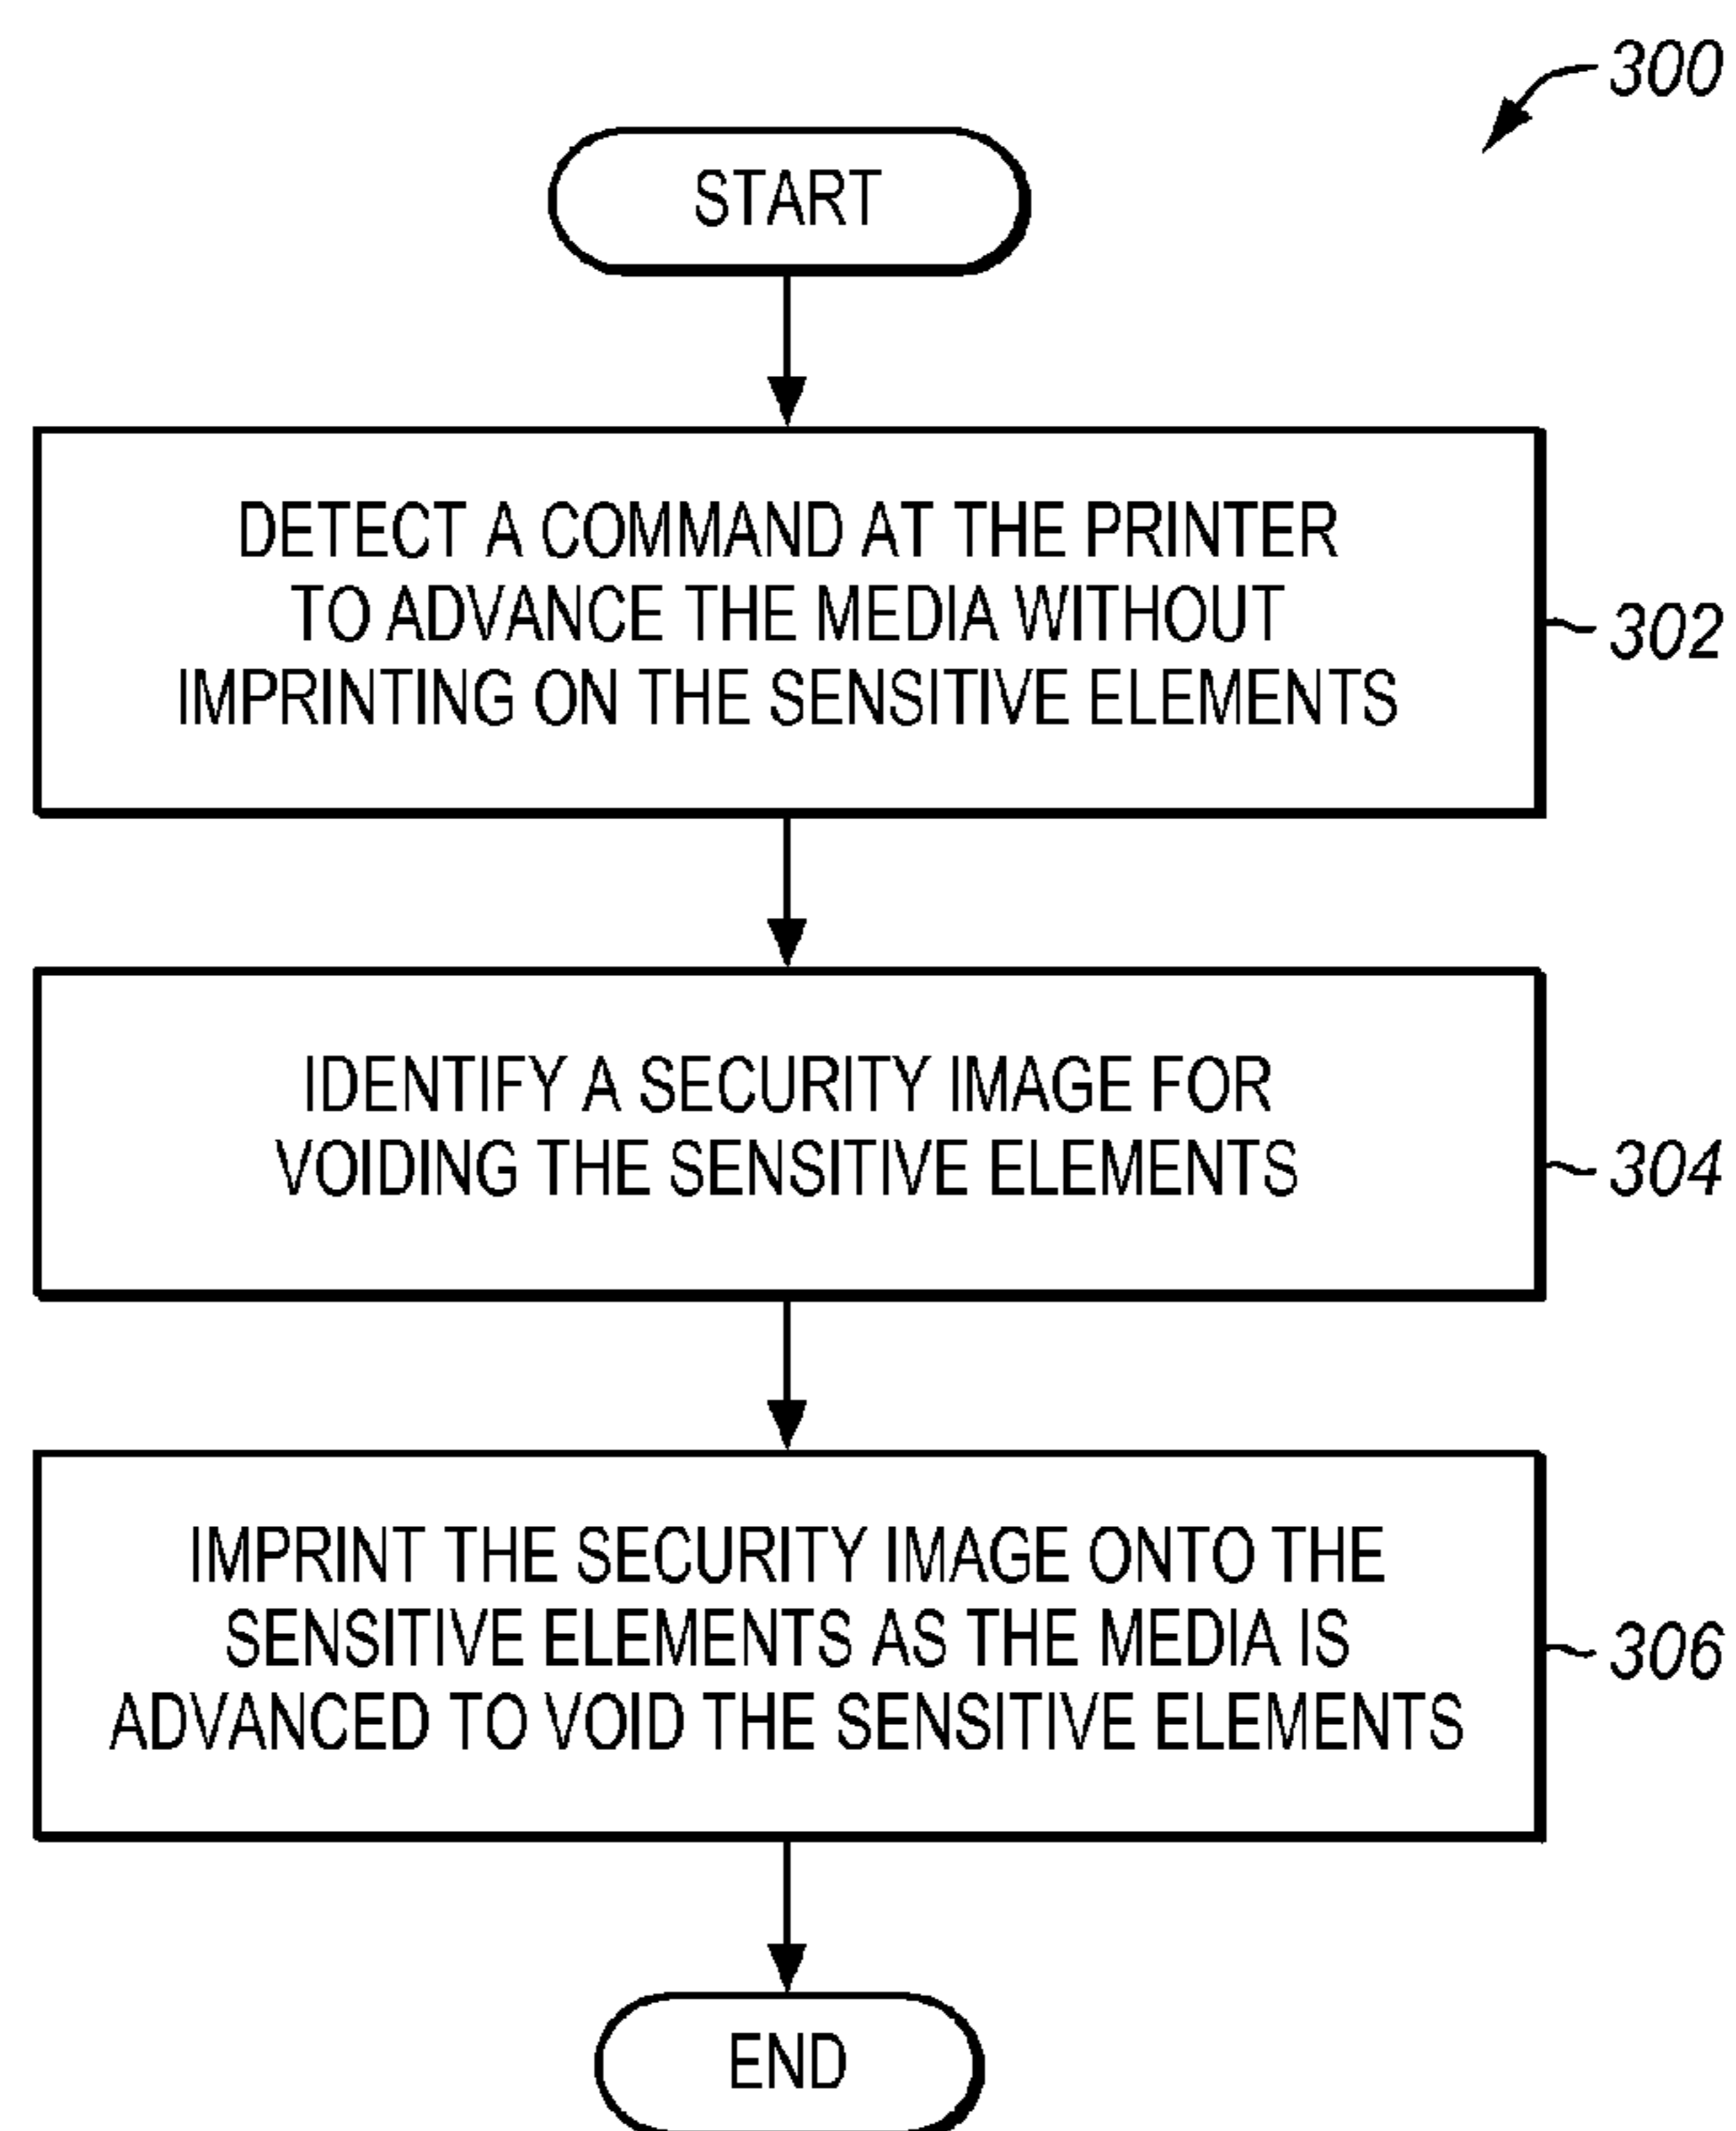 300
START
DETECT A COMMAND AT THE PRINTER
TO ADVANCE THE MEDIA WITHOUT
IMPRINTING ON THE SENSITIVE ELEMENTS
302
IDENTIFY A SECURITY IMAGE FOR
VOIDING THE SENSITIVE ELEMENTS
304
IMPRINT THE SECURITY IMAGE ONTO THE
SENSITIVE ELEMENTS AS THE MEDIA IS
ADVANCED TO VOID THE SENSITIVE ELEMENTS
306
END